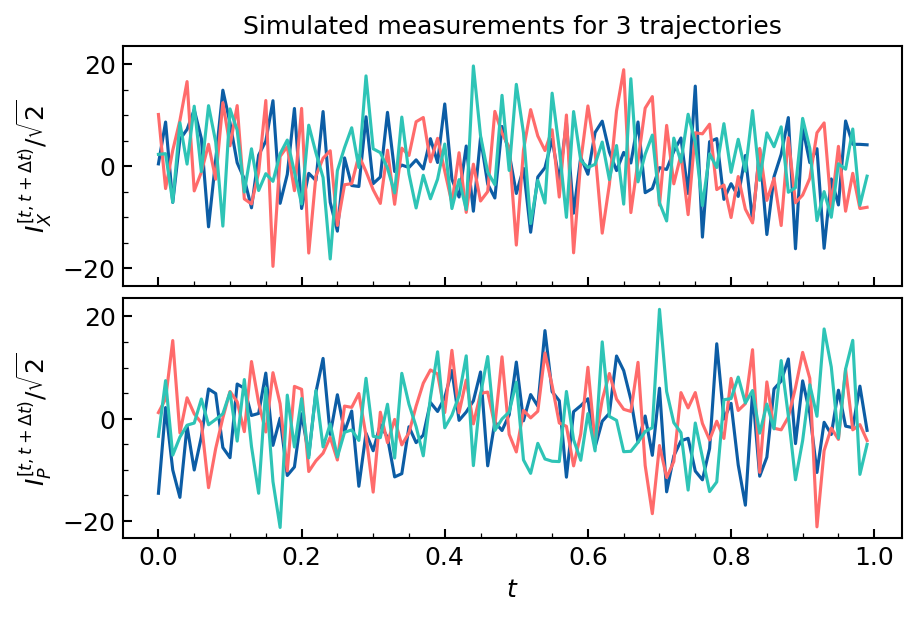 Simulated measurements for 3 trajectories
20
0
−20
I_X^{[t, t + Δt)}/√2
20
0
−20
I_P^{[t, t + Δt)}/√2
0.0 0.2 0.4 0.6 0.8 1.0
t